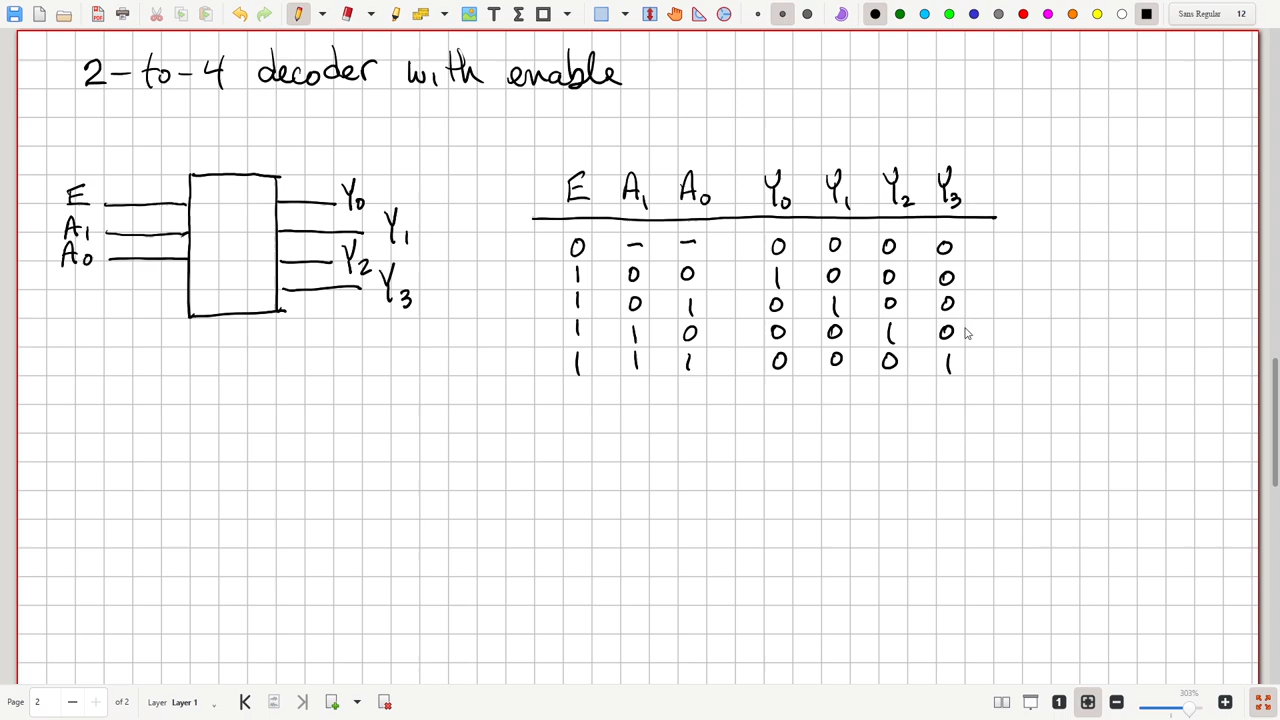 Sans Regular 12
2-to-4 decoder with enable
E A1 A0 Y0 Y1 Y2 Y3
E Y0
A1 Y1
A0 Y2
Y3
0 - - 0 0 0 0
1 0 0 1 0 0 0
1 0 1 0 1 0 0
1 1 0 0 0 1 0
1 1 1 0 0 0 1
Page 2 of 2 Layer Layer 1 303%